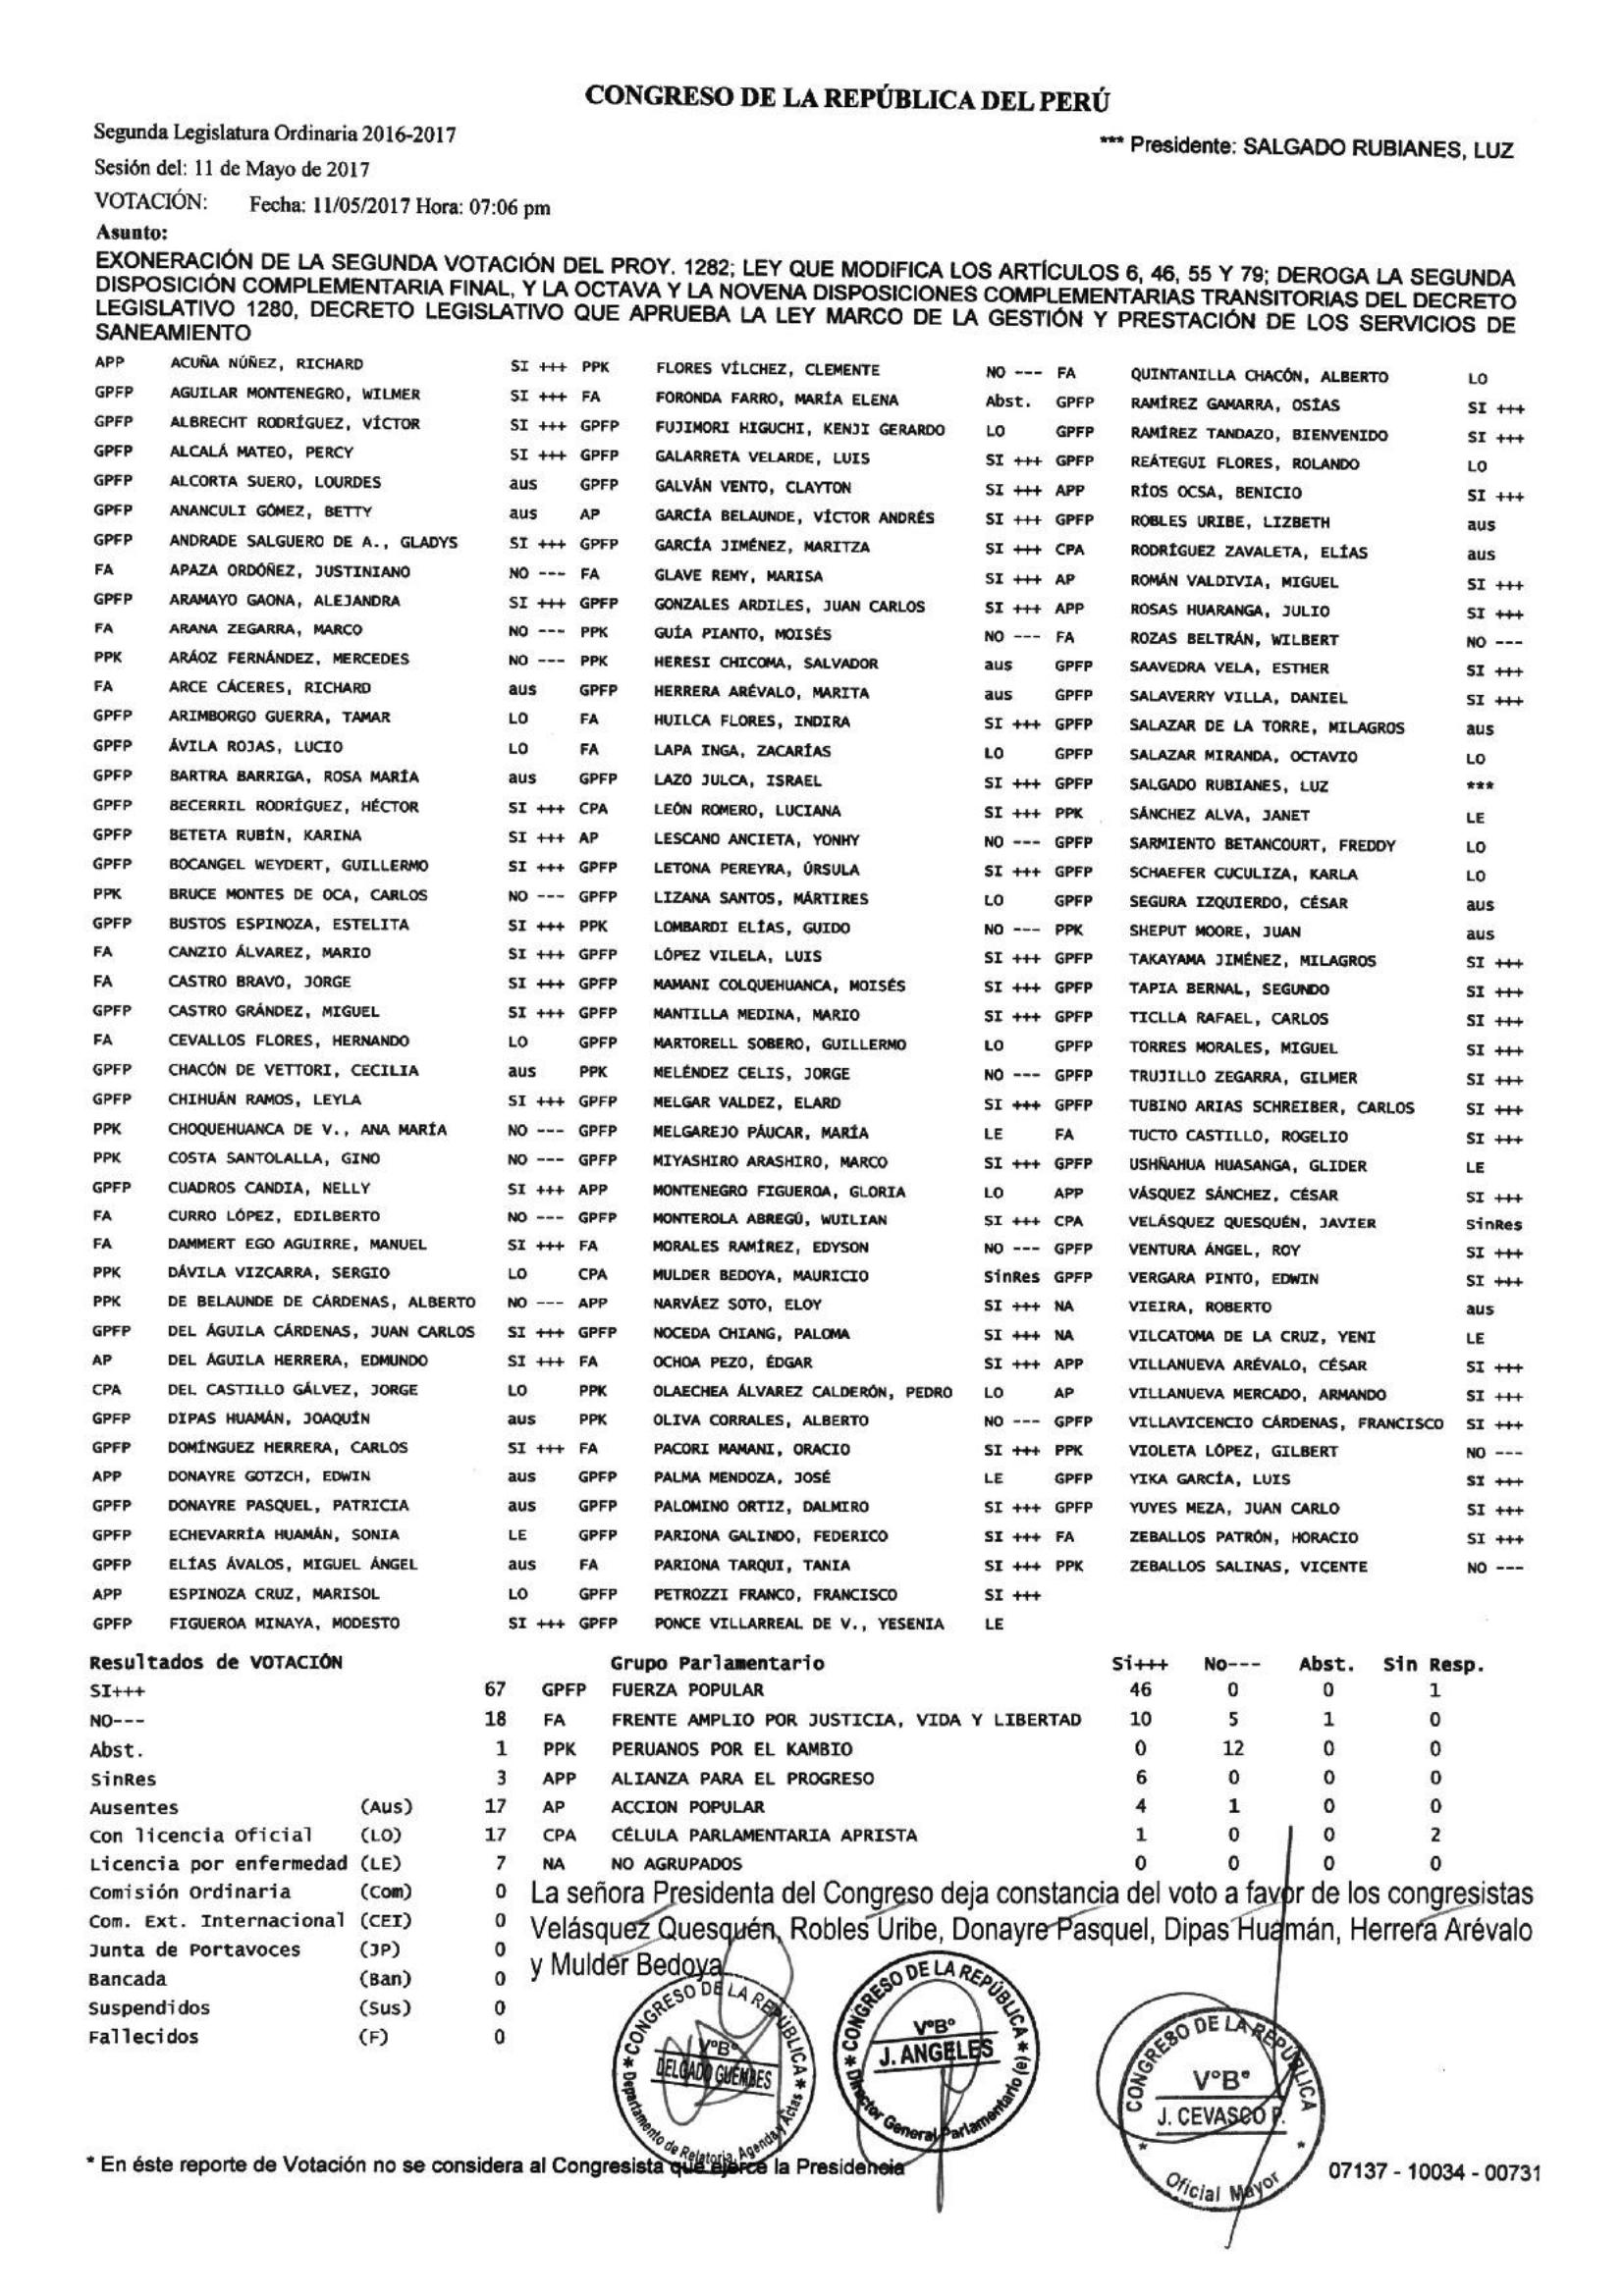 CONGRESO DE LA REPÚBLICA DEL PERÚ
Segunda Legislatura Ordinaria 2016-2017
*** Presidente: SALGADO RUBIANES, LUZ
Sesión del: 11 de Mayo de 2017
VOTACIÓN: Fecha: 11/05/2017 Hora: 07:06 pm
Asunto:
EXONERACIÓN DE LA SEGUNDA VOTACIÓN DEL PROY. 1282; LEY QUE MODIFICA LOS ARTÍCULOS 6, 46, 55 Y 79; DEROGA LA SEGUNDA
DISPOSICIÓN COMPLEMENTARIA FINAL, Y LA OCTAVA Y LA NOVENA DISPOSICIONES COMPLEMENTARIAS TRANSITORIAS DEL DECRETO
LEGISLATIVO 1280, DECRETO LEGISLATIVO QUE APRUEBA LA LEY MARCO DE LA GESTIÓN Y PRESTACIÓN DE LOS SERVICIOS DE
SANEAMIENTO
APP ACUÑA NÚÑEZ, RICHARD SI +++ PPK FLORES VÍLCHEZ, CLEMENTE NO --- FA QUINTANILLA CHACÓN, ALBERTO LO
GPFP AGUILAR MONTENEGRO, WILMER SI +++ FA FORONDA FARRO, MARÍA ELENA Abst. GPFP RAMÍREZ GAMARRA, OSÍAS SI +++
GPFP ALBRECHT RODRÍGUEZ, VÍCTOR SI +++ GPFP FUJIMORI HIGUCHI, KENJI GERARDO LO GPFP RAMÍREZ TANDAZO, BIENVENIDO SI +++
GPFP ALCALÁ MATEO, PERCY SI +++ GPFP GALARRETA VELARDE, LUIS SI +++ GPFP REÁTEGUI FLORES, ROLANDO LO
GPFP ALCORTA SUERO, LOURDES aus GPFP GALVÁN VENTO, CLAYTON SI +++ APP RÍOS OCSA, BENICIO SI +++
GPFP ANANCULI GÓMEZ, BETTY aus AP GARCÍA BELAUNDE, VÍCTOR ANDRÉS SI +++ GPFP ROBLES URIBE, LIZBETH aus
GPFP ANDRADE SALGUERO DE A., GLADYS SI +++ GPFP GARCÍA JIMÉNEZ, MARITZA SI +++ CPA RODRÍGUEZ ZAVALETA, ELÍAS aus
FA APAZA ORDÓÑEZ, JUSTINIANO NO --- FA GLAVE REMY, MARISA SI +++ AP ROMÁN VALDIVIA, MIGUEL SI +++
GPFP ARAMAYO GAONA, ALEJANDRA SI +++ GPFP GONZALES ARDILES, JUAN CARLOS SI +++ APP ROSAS HUARANGA, JULIO SI +++
FA ARANA ZEGARRA, MARCO NO --- PPK GUÍA PIANTO, MOISÉS NO --- FA ROZAS BELTRÁN, WILBERT NO ---
PPK ARÁOZ FERNÁNDEZ, MERCEDES NO --- PPK HERESI CHICOMA, SALVADOR aus GPFP SAAVEDRA VELA, ESTHER SI +++
FA ARCE CÁCERES, RICHARD aus GPFP HERRERA ARÉVALO, MARITA aus GPFP SALAVERRY VILLA, DANIEL SI +++
GPFP ARIMBORGO GUERRA, TAMAR LO FA HUILCA FLORES, INDIRA SI +++ GPFP SALAZAR DE LA TORRE, MILAGROS aus
GPFP ÁVILA ROJAS, LUCIO LO FA LAPA INGA, ZACARÍAS LO GPFP SALAZAR MIRANDA, OCTAVIO LO
GPFP BARTRA BARRIGA, ROSA MARÍA aus GPFP LAZO JULCA, ISRAEL SI +++ GPFP SALGADO RUBIANES, LUZ ***
GPFP BECERRIL RODRÍGUEZ, HÉCTOR SI +++ CPA LEÓN ROMERO, LUCIANA SI +++ PPK SÁNCHEZ ALVA, JANET LE
GPFP BETETA RUBÍN, KARINA SI +++ AP LESCANO ANCIETA, YONHY NO --- GPFP SARMIENTO BETANCOURT, FREDDY LO
GPFP BOCANGEL WEYDERT, GUILLERMO SI +++ GPFP LETONA PEREYRA, ÚRSULA SI +++ GPFP SCHAEFER CUCULIZA, KARLA LO
PPK BRUCE MONTES DE OCA, CARLOS NO --- GPFP LIZANA SANTOS, MÁRTIRES LO GPFP SEGURA IZQUIERDO, CÉSAR aus
GPFP BUSTOS ESPINOZA, ESTELITA SI +++ PPK LOMBARDI ELÍAS, GUIDO NO --- PPK SHEPUT MOORE, JUAN aus
FA CANZIO ÁLVAREZ, MARIO SI +++ GPFP LÓPEZ VILELA, LUIS SI +++ GPFP TAKAYAMA JIMÉNEZ, MILAGROS SI +++
FA CASTRO BRAVO, JORGE SI +++ GPFP MAMANI COLQUEHUANCA, MOISÉS SI +++ GPFP TAPIA BERNAL, SEGUNDO SI +++
GPFP CASTRO GRÁNDEZ, MIGUEL SI +++ GPFP MANTILLA MEDINA, MARIO SI +++ GPFP TICLLA RAFAEL, CARLOS SI +++
FA CEVALLOS FLORES, HERNANDO LO GPFP MARTORELL SOBERO, GUILLERMO LO GPFP TORRES MORALES, MIGUEL SI +++
GPFP CHACÓN DE VETTORI, CECILIA aus PPK MELÉNDEZ CELIS, JORGE NO --- GPFP TRUJILLO ZEGARRA, GILMER SI +++
GPFP CHIHUÁN RAMOS, LEYLA SI +++ GPFP MELGAR VALDEZ, ELARD SI +++ GPFP TUBINO ARIAS SCHREIBER, CARLOS SI +++
PPK CHOQUEHUANCA DE V., ANA MARÍA NO --- GPFP MELGAREJO PÁUCAR, MARÍA LE FA TUCTO CASTILLO, ROGELIO SI +++
PPK COSTA SANTOLALLA, GINO NO --- GPFP MIYASHIRO ARASHIRO, MARCO SI +++ GPFP USHÑAHUA HUASANGA, GLIDER LE
GPFP CUADROS CANDIA, NELLY SI +++ APP MONTENEGRO FIGUEROA, GLORIA LO APP VÁSQUEZ SÁNCHEZ, CÉSAR SI +++
FA CURRO LÓPEZ, EDILBERTO NO --- GPFP MONTEROLA ABREGÚ, WUILIAN SI +++ CPA VELÁSQUEZ QUESQUÉN, JAVIER SinRes
FA DAMMERT EGO AGUIRRE, MANUEL SI +++ FA MORALES RAMÍREZ, EDYSON NO --- GPFP VENTURA ÁNGEL, ROY SI +++
PPK DÁVILA VIZCARRA, SERGIO LO CPA MULDER BEDOYA, MAURICIO SinRes GPFP VERGARA PINTO, EDWIN SI +++
PPK DE BELAUNDE DE CÁRDENAS, ALBERTO NO --- APP NARVÁEZ SOTO, ELOY SI +++ NA VIEIRA, ROBERTO aus
GPFP DEL ÁGUILA CÁRDENAS, JUAN CARLOS SI +++ GPFP NOCEDA CHIANG, PALOMA SI +++ NA VILCATOMA DE LA CRUZ, YENI LE
AP DEL ÁGUILA HERRERA, EDMUNDO SI +++ FA OCHOA PEZO, ÉDGAR SI +++ APP VILLANUEVA ARÉVALO, CÉSAR SI +++
CPA DEL CASTILLO GÁLVEZ, JORGE LO PPK OLAECHEA ÁLVAREZ CALDERÓN, PEDRO LO AP VILLANUEVA MERCADO, ARMANDO SI +++
GPFP DIPAS HUAMÁN, JOAQUÍN aus PPK OLIVA CORRALES, ALBERTO NO --- GPFP VILLAVICENCIO CÁRDENAS, FRANCISCO SI +++
GPFP DOMÍNGUEZ HERRERA, CARLOS SI +++ FA PACORI MAMANI, ORACIO SI +++ PPK VIOLETA LÓPEZ, GILBERT NO ---
APP DONAYRE GOTZCH, EDWIN aus GPFP PALMA MENDOZA, JOSÉ LE GPFP YIKA GARCÍA, LUIS SI +++
GPFP DONAYRE PASQUEL, PATRICIA aus GPFP PALOMINO ORTIZ, DALMIRO SI +++ GPFP YUYES MEZA, JUAN CARLO SI +++
GPFP ECHEVARRÍA HUAMÁN, SONIA LE GPFP PARIONA GALINDO, FEDERICO SI +++ FA ZEBALLOS PATRÓN, HORACIO SI +++
GPFP ELÍAS ÁVALOS, MIGUEL ÁNGEL aus FA PARIONA TARQUI, TANIA SI +++ PPK ZEBALLOS SALINAS, VICENTE NO ---
APP ESPINOZA CRUZ, MARISOL LO GPFP PETROZZI FRANCO, FRANCISCO SI +++
GPFP FIGUEROA MINAYA, MODESTO SI +++ GPFP PONCE VILLARREAL DE V., YESENIA LE
Resultados de VOTACIÓN Grupo Parlamentario Sí+++ No--- Abst. Sin Resp.
SI+++ 67 GPFP FUERZA POPULAR 46 0 0 1
NO--- 18 FA FRENTE AMPLIO POR JUSTICIA, VIDA Y LIBERTAD 10 5 1 0
Abst. 1 PPK PERUANOS POR EL KAMBIO 0 12 0 0
SinRes 3 APP ALIANZA PARA EL PROGRESO 6 0 0 0
Ausentes (Aus) 17 AP ACCION POPULAR 4 1 0 0
Con licencia Oficial (LO) 17 CPA CÉLULA PARLAMENTARIA APRISTA 1 0 0 2
Licencia por enfermedad (LE) 7 NA NO AGRUPADOS 0 0 0 0
Comisión Ordinaria (Com) 0
Com. Ext. Internacional (CEI) 0
Junta de Portavoces (JP) 0
Bancada (Ban) 0
Suspendidos (Sus) 0
Fallecidos (F) 0
La señora Presidenta del Congreso deja constancia del voto a favor de los congresistas
Velásquez Quesquén, Robles Uribe, Donayre Pasquel, Dipas Huamán, Herrera Arévalo
y Mulder Bedoya
CONGRESO DE LA REPÚBLICA
V°B°
DELGADO GUEMBES
Departamento de Relatoría, Agenda y Actas
CONGRESO DE LA REPÚBLICA
V°B°
J. ANGELES
Director General Parlamentario (e)
CONGRESO DE LA REPÚBLICA
V°B°
J. CEVASCO P.
Oficial Mayor
* En éste reporte de Votación no se considera al Congresista que ejerce la Presidencia
07137 - 10034 - 00731